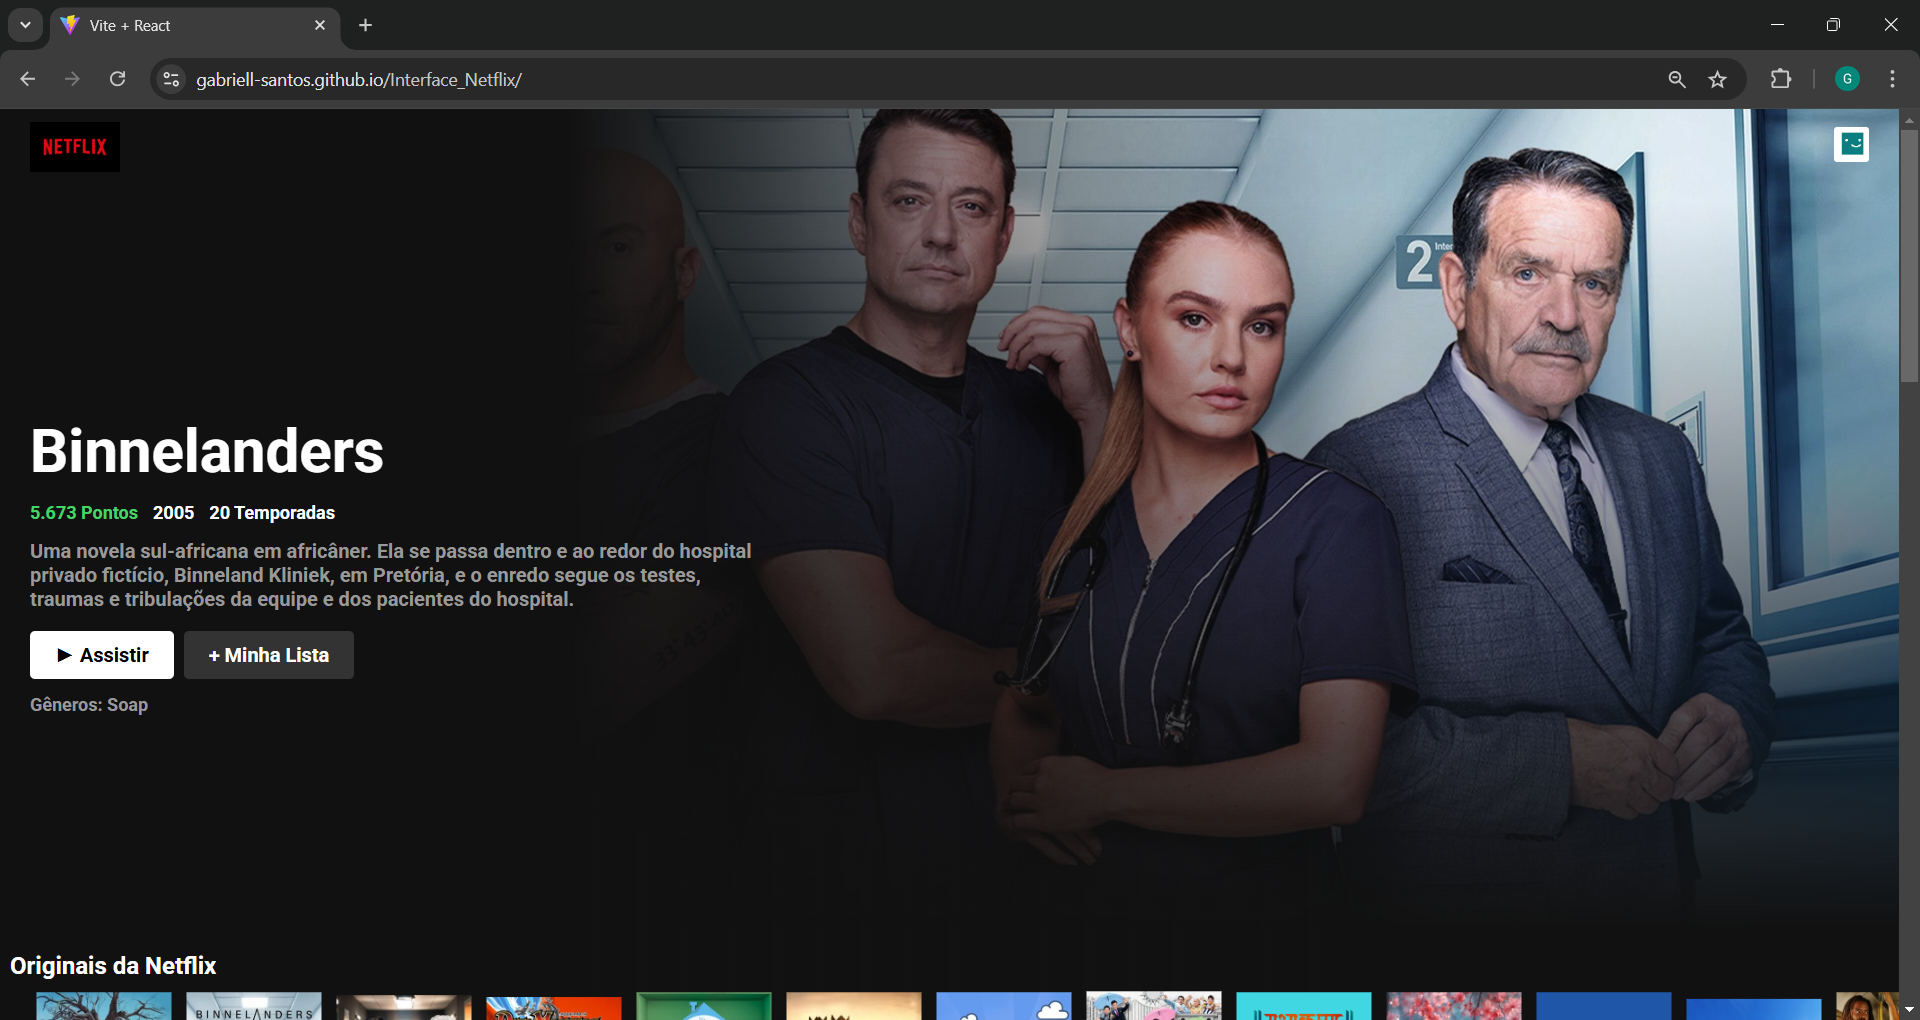 Vite + React
gabriell-santos.github.io/Interface_Netflix/
G
NETFLIX
2
Binnelanders
5.673 Pontos 2005 20 Temporadas
Uma novela sul-africana em africâner. Ela se passa dentro e ao redor do hospital
privado fictício, Binneland Kliniek, em Pretória, e o enredo segue os testes,
traumas e tribulações da equipe e dos pacientes do hospital.
► Assistir
+ Minha Lista
Gêneros: Soap
Originais da Netflix
BINNELANDERS